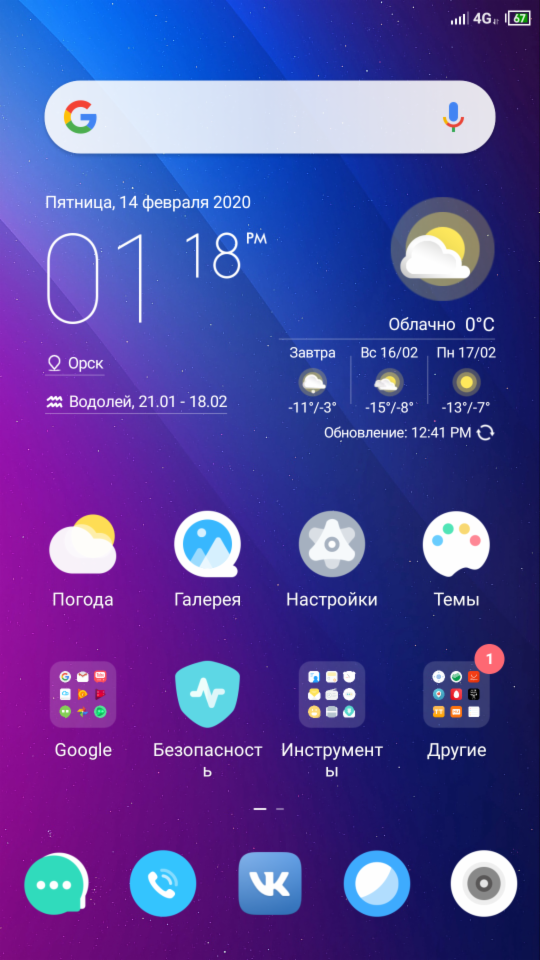 4G 67
Пятница, 14 февраля 2020
01 18 PM
Облачно 0°C
Завтра Вс 16/02 Пн 17/02
Орск
-11°/-3° -15°/-8° -13°/-7°
Водолей, 21.01 - 18.02
Обновление: 12:41 PM
Погода Галерея Настройки Темы
1
Google Безопасност Инструмент Другие
ь ы